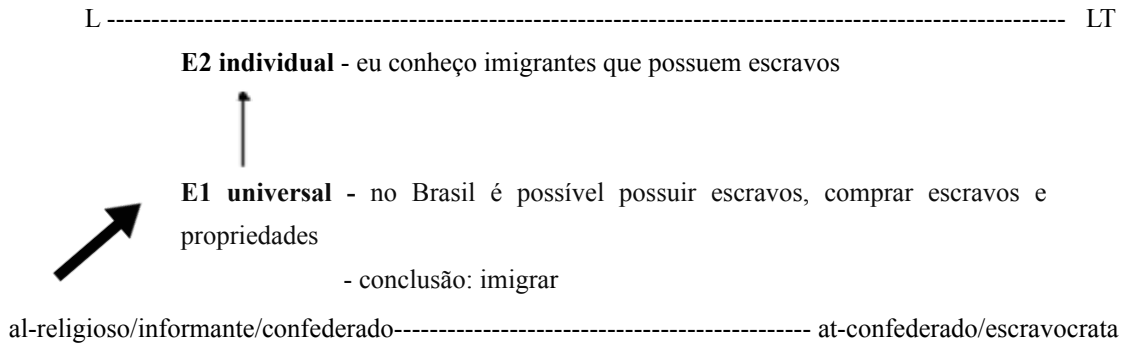 L ------------------------------------------------------------------------------------------------------------ LT
E2 individual - eu conheço imigrantes que possuem escravos
E1 universal - no Brasil é possível possuir escravos, comprar escravos e
propriedades
- conclusão: imigrar
al-religioso/informante/confederado----------------------------------------------- at-confederado/escravocrata